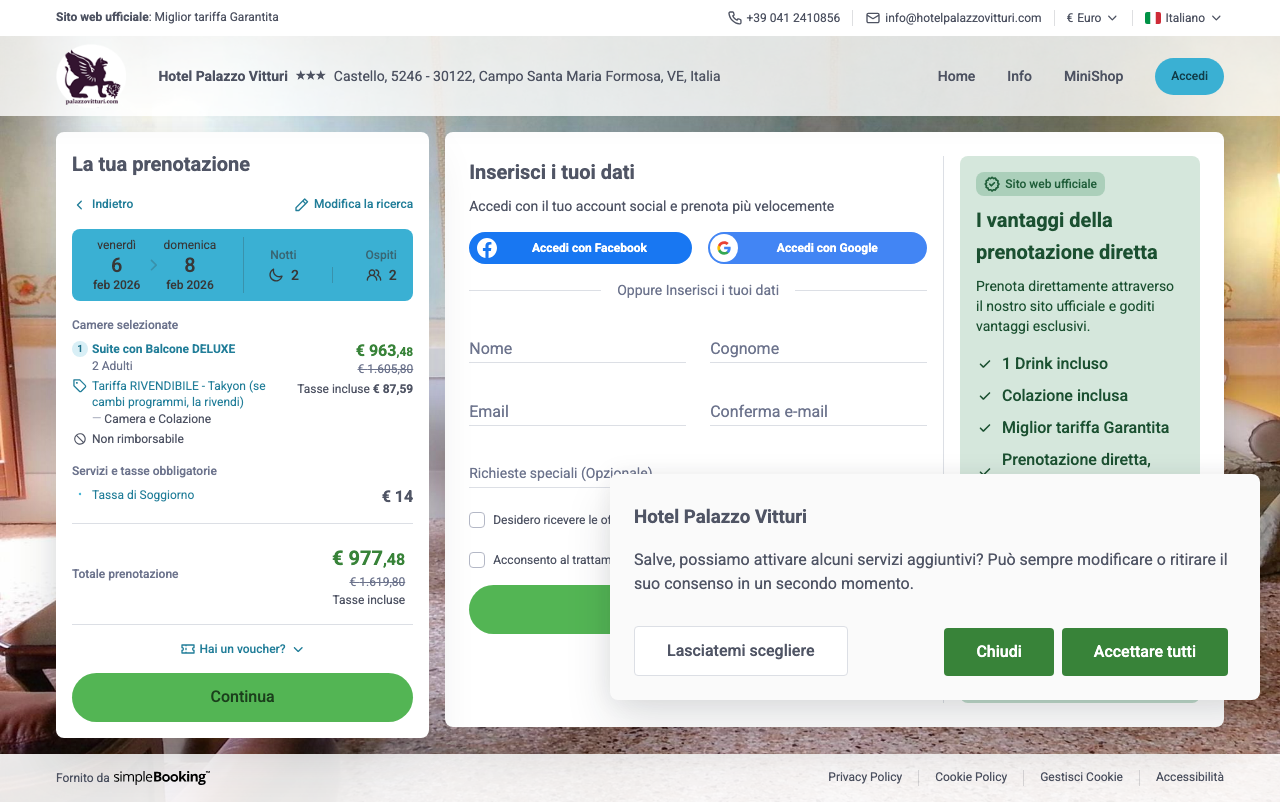 Sito web ufficiale: Miglior tariffa Garantita
+39 041 2410856
info@hotelpalazzovitturi.com
€ Euro
Italiano
palazzovitturi.com
Hotel Palazzo Vitturi ★★★ Castello, 5246 - 30122, Campo Santa Maria Formosa, VE, Italia
Home
Info
MiniShop
Accedi
La tua prenotazione
Indietro
Modifica la ricerca
venerdì
6
feb 2026
domenica
8
feb 2026
Notti
2
Ospiti
2
Camere selezionate
1 Suite con Balcone DELUXE
€ 963,48
2 Adulti
€ 1.605,80
Tariffa RIVENDIBILE - Takyon (se
cambi programmi, la rivendi)
Tasse incluse € 87,59
Camera e Colazione
Non rimborsabile
Servizi e tasse obbligatorie
Tassa di Soggiorno
€ 14
Totale prenotazione
€ 977,48
€ 1.619,80
Tasse incluse
Hai un voucher?
Continua
Inserisci i tuoi dati
Accedi con il tuo account social e prenota più velocemente
Accedi con Facebook
Accedi con Google
Oppure Inserisci i tuoi dati
Nome
Cognome
Email
Conferma e-mail
Richieste speciali (Opzionale)
Desidero ricevere le of
Acconsento al trattam
Sito web ufficiale
I vantaggi della
prenotazione diretta
Prenota direttamente attraverso
il nostro sito ufficiale e goditi
vantaggi esclusivi.
1 Drink incluso
Colazione inclusa
Miglior tariffa Garantita
Prenotazione diretta,
Hotel Palazzo Vitturi
Salve, possiamo attivare alcuni servizi aggiuntivi? Può sempre modificare o ritirare il
suo consenso in un secondo momento.
Lasciatemi scegliere
Chiudi
Accettare tutti
Fornito da simpleBooking™
Privacy Policy
Cookie Policy
Gestisci Cookie
Accessibilità